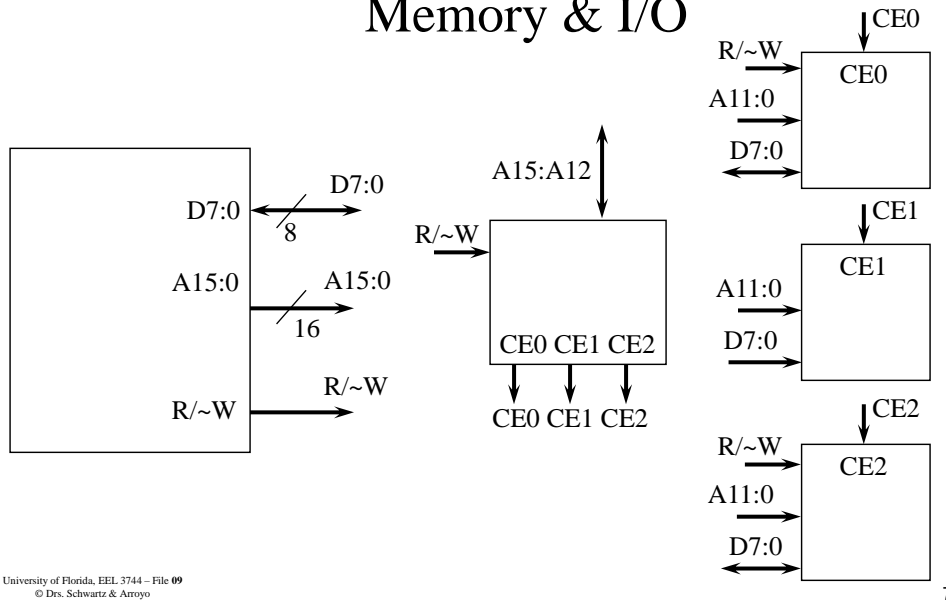 Memory & I/O
D7:0
D7:0
8
A15:0
A15:0
16
R/~W
R/~W
A15:A12
R/~W
CE0 CE1 CE2
CE0 CE1 CE2
CE0
R/~W
CE0
A11:0
D7:0
CE1
CE1
A11:0
D7:0
CE2
R/~W
CE2
A11:0
D7:0
University of Florida, EEL 3744 – File 09
© Drs. Schwartz & Arroyo